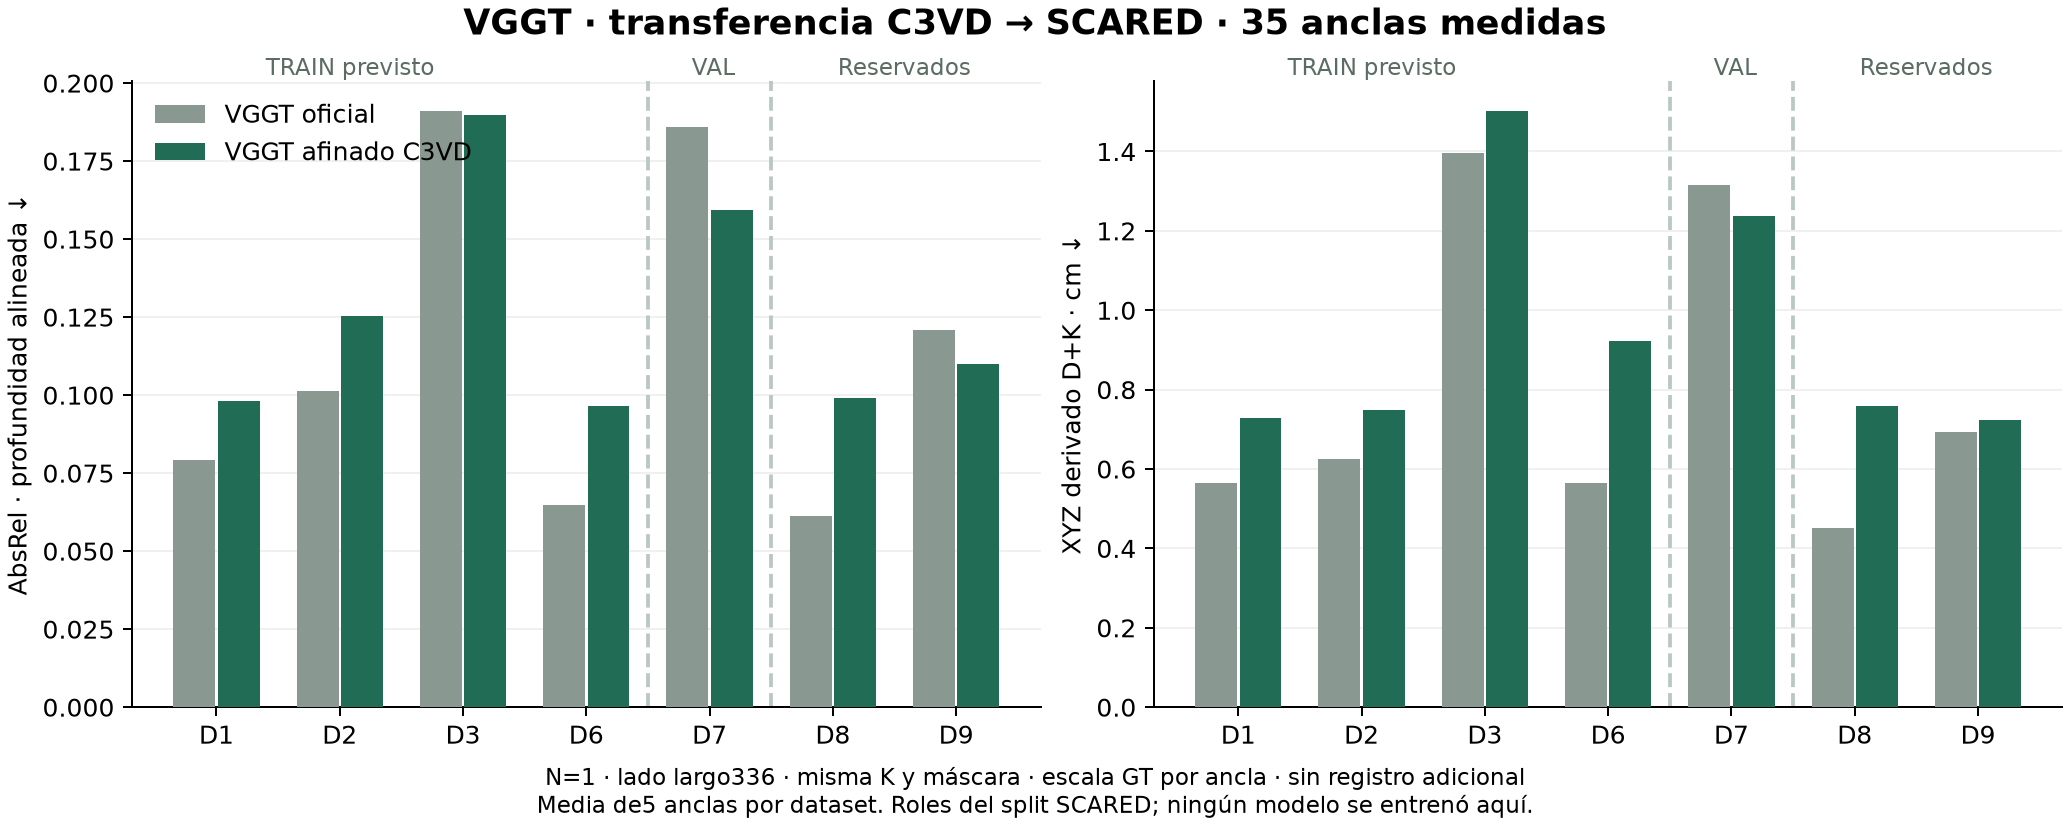 VGGT · transferencia C3VD → SCARED · 35 anclas medidas
TRAIN previsto
VAL
Reservados
VGGT oficial
VGGT afinado C3VD
AbsRel · profundidad alineada ↓
0.200
0.175
0.150
0.125
0.100
0.075
0.050
0.025
0.000
D1 D2 D3 D6 D7 D8 D9
TRAIN previsto
VAL
Reservados
XYZ derivado D+K · cm ↓
1.4
1.2
1.0
0.8
0.6
0.4
0.2
0.0
D1 D2 D3 D6 D7 D8 D9
N=1 · lado largo336 · misma K y máscara · escala GT por ancla · sin registro adicional
Media de5 anclas por dataset. Roles del split SCARED; ningún modelo se entrenó aquí.